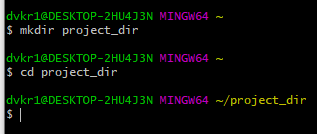 dvkr1@DESKTOP-2HU4J3N MINGW64 ~
$ mkdir project_dir
dvkr1@DESKTOP-2HU4J3N MINGW64 ~
$ cd project_dir
dvkr1@DESKTOP-2HU4J3N MINGW64 ~/project_dir
$